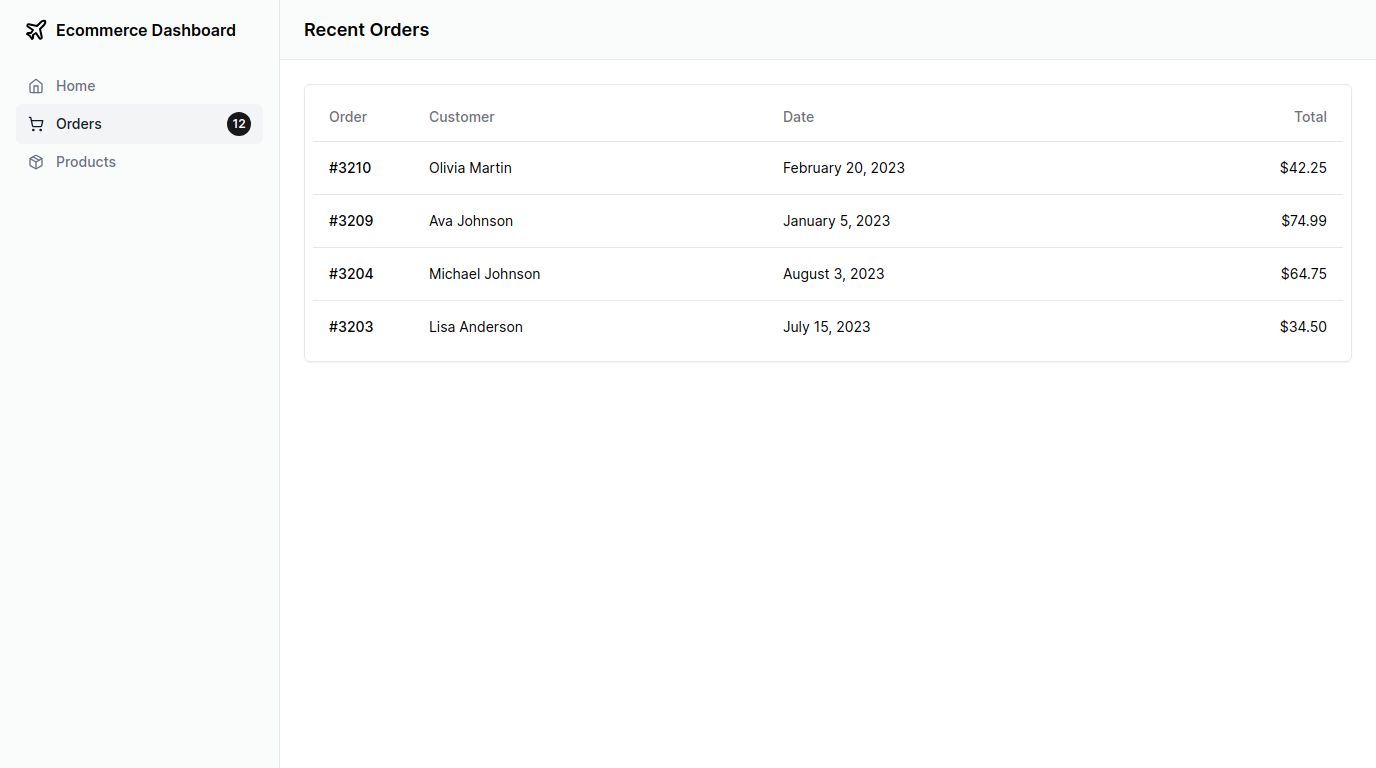 Ecommerce Dashboard
Home
Orders 12
Products
Recent Orders
Order Customer Date Total
#3210 Olivia Martin February 20, 2023 $42.25
#3209 Ava Johnson January 5, 2023 $74.99
#3204 Michael Johnson August 3, 2023 $64.75
#3203 Lisa Anderson July 15, 2023 $34.50